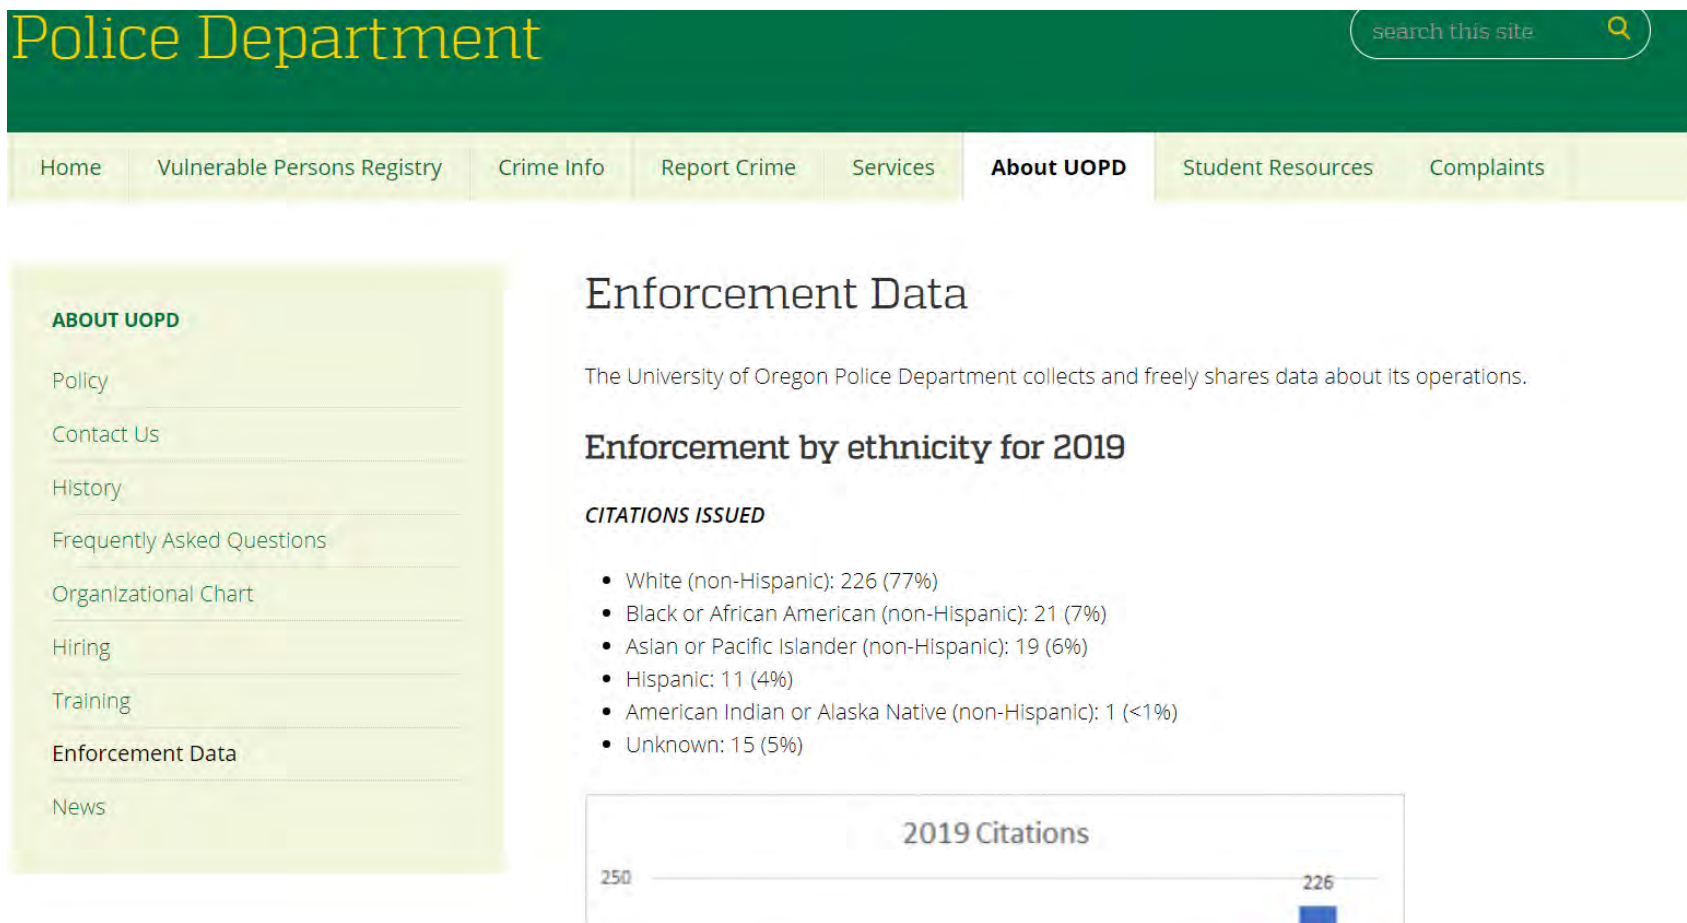 Police Department
search this site
Home Vulnerable Persons Registry Crime Info Report Crime Services About UOPD Student Resources Complaints
ABOUT UOPD
Policy
Contact Us
History
Frequently Asked Questions
Organizational Chart
Hiring
Training
Enforcement Data
News
Enforcement Data
The University of Oregon Police Department collects and freely shares data about its operations.
Enforcement by ethnicity for 2019
CITATIONS ISSUED
• White (non-Hispanic): 226 (77%)
• Black or African American (non-Hispanic): 21 (7%)
• Asian or Pacific Islander (non-Hispanic): 19 (6%)
• Hispanic: 11 (4%)
• American Indian or Alaska Native (non-Hispanic): 1 (<1%)
• Unknown: 15 (5%)
2019 Citations
250
226